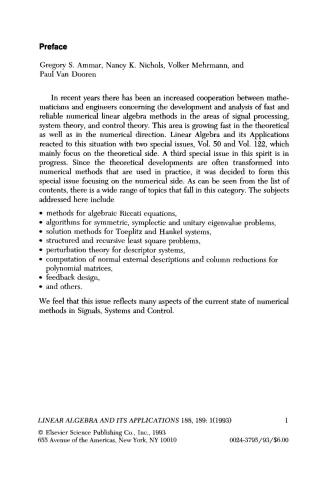 Preface
Gregory S. Ammar, Nancy K. Nichols, Volker Mehrmann, and
Paul Van Dooren
In recent years there has been an increased cooperation between mathe-
maticians and engineers concerning the development and analysis of fast and
reliable numerical linear algebra methods in the areas of signal processing,
system theory, and control theory. This area is growing fast in the theoretical
as well as in the numerical direction. Linear Algebra and its Applications
reacted to this situation with two special issues, Vol. 50 and Vol. 122, which
mainly focus on the theoretical side. A third special issue in this spirit is in
progress. Since the theoretical developments are often transformed into
numerical methods that are used in practice, it was decided to form this
special issue focusing on the numerical side. As can be seen from the list of
contents, there is a wide range of topics that fall in this category. The subjects
addressed here include
• methods for algebraic Riccati equations,
• algorithms for symmetric, symplectic and unitary eigenvalue problems,
• solution methods for Toeplitz and Hankel systems,
• structured and recursive least square problems,
• perturbation theory for descriptor systems,
• computation of normal external descriptions and column reductions for
polynomial matrices,
• feedback design,
• and others.
We feel that this issue reflects many aspects of the current state of numerical
methods in Signals, Systems and Control.
LINEAR ALGEBRA AND ITS APPLICATIONS 188, 189: 1(1993) 1
© Elsevier Science Publishing Co., Inc., 1993
655 Avenue of the Americas, New York, NY 10010 0024-3795/93/$6.00